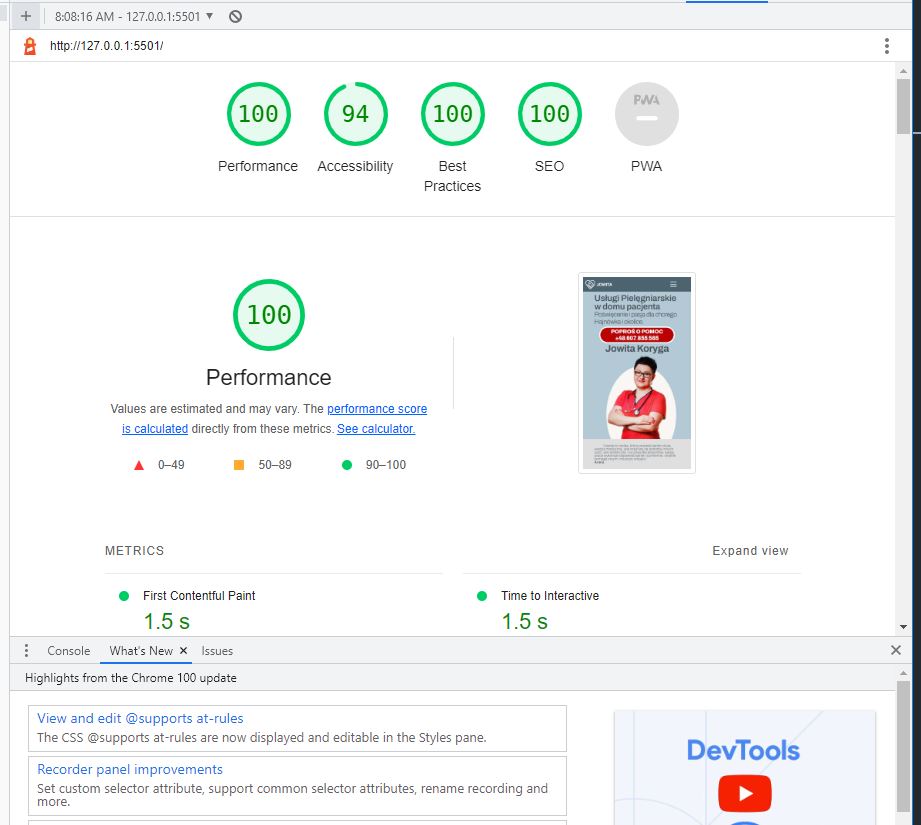 8:08:16 AM - 127.0.0.1:5501
http://127.0.0.1:5501/
100
94
100
100
PWA
Performance
Accessibility
Best
Practices
SEO
PWA
100
Performance
Values are estimated and may vary. The performance score
is calculated directly from these metrics. See calculator.
0–49
50–89
90–100
JOWITA
Usługi Pielęgniarskie
w domu pacjenta
Poświęcenie i pasja dla chorego
Hajnówka i okolice.
POPROŚ O POMOC
Jowita Koryga
METRICS
Expand view
First Contentful Paint
1.5 s
Time to Interactive
1.5 s
Console
What's New
Issues
Highlights from the Chrome 100 update
View and edit @supports at-rules
The CSS @supports at-rules are now displayed and editable in the Styles pane.
Recorder panel improvements
Set custom selector attribute, support common selector attributes, rename recording and
more.
DevTools